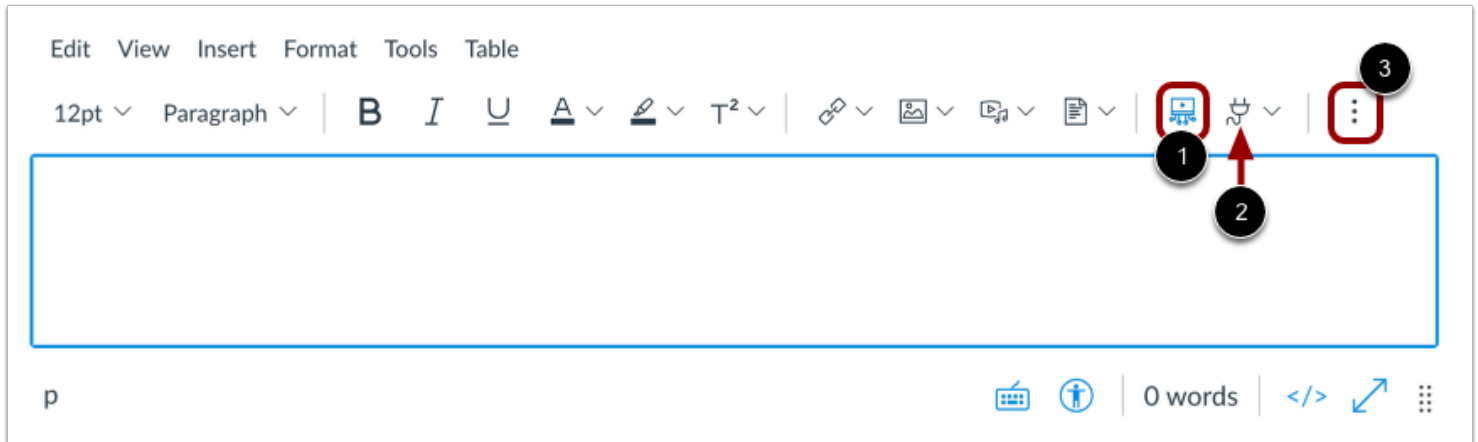 Edit View Insert Format Tools Table
3
12pt Paragraph B I U A T²
1
2
p 0 words </>